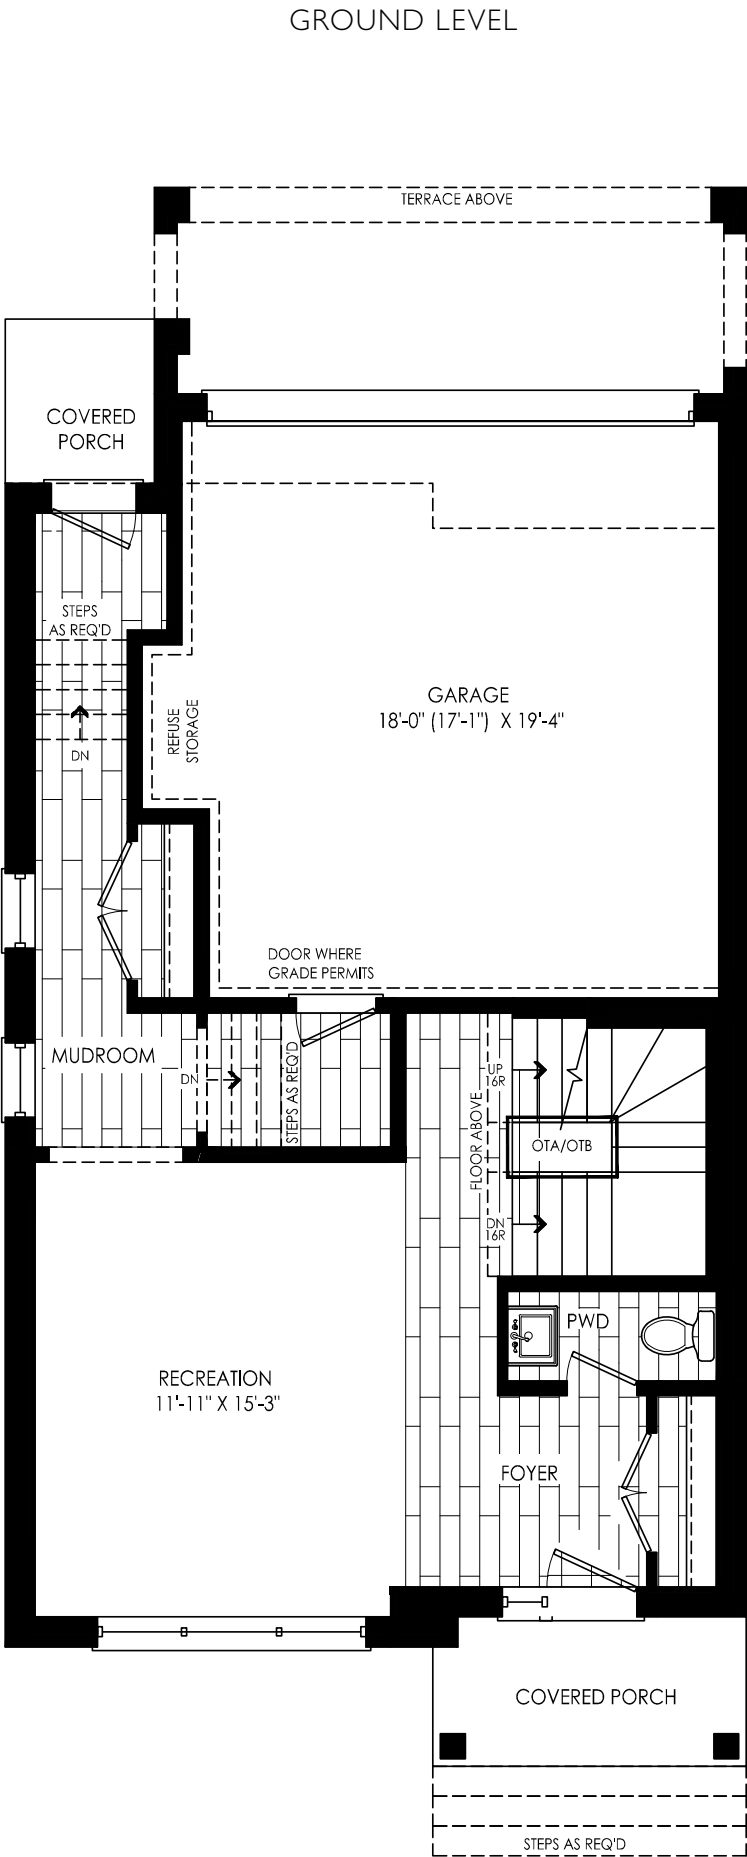 GROUND LEVEL
TERRACE ABOVE
COVERED
PORCH
STEPS
AS REQ'D
GARAGE
18'-0" (17'-1") X 19'-4"
REFUSE
STORAGE
DN
DOOR WHERE
GRADE PERMITS
MUDROOM
DN
STEPS AS REQ'D
UP
16R
FLOOR ABOVE
OTA/OTB
DN
16R
PWD
RECREATION
11'-11" X 15'-3"
FOYER
COVERED PORCH
STEPS AS REQ'D